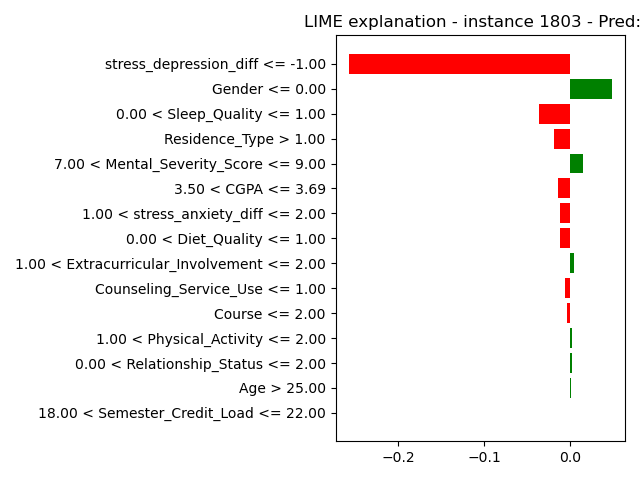 LIME explanation - instance 1803 - Pred:
stress_depression_diff <= -1.00
Gender <= 0.00
0.00 < Sleep_Quality <= 1.00
Residence_Type > 1.00
7.00 < Mental_Severity_Score <= 9.00
3.50 < CGPA <= 3.69
1.00 < stress_anxiety_diff <= 2.00
0.00 < Diet_Quality <= 1.00
1.00 < Extracurricular_Involvement <= 2.00
Counseling_Service_Use <= 1.00
Course <= 2.00
1.00 < Physical_Activity <= 2.00
0.00 < Relationship_Status <= 2.00
Age > 25.00
18.00 < Semester_Credit_Load <= 22.00
−0.2 −0.1 0.0